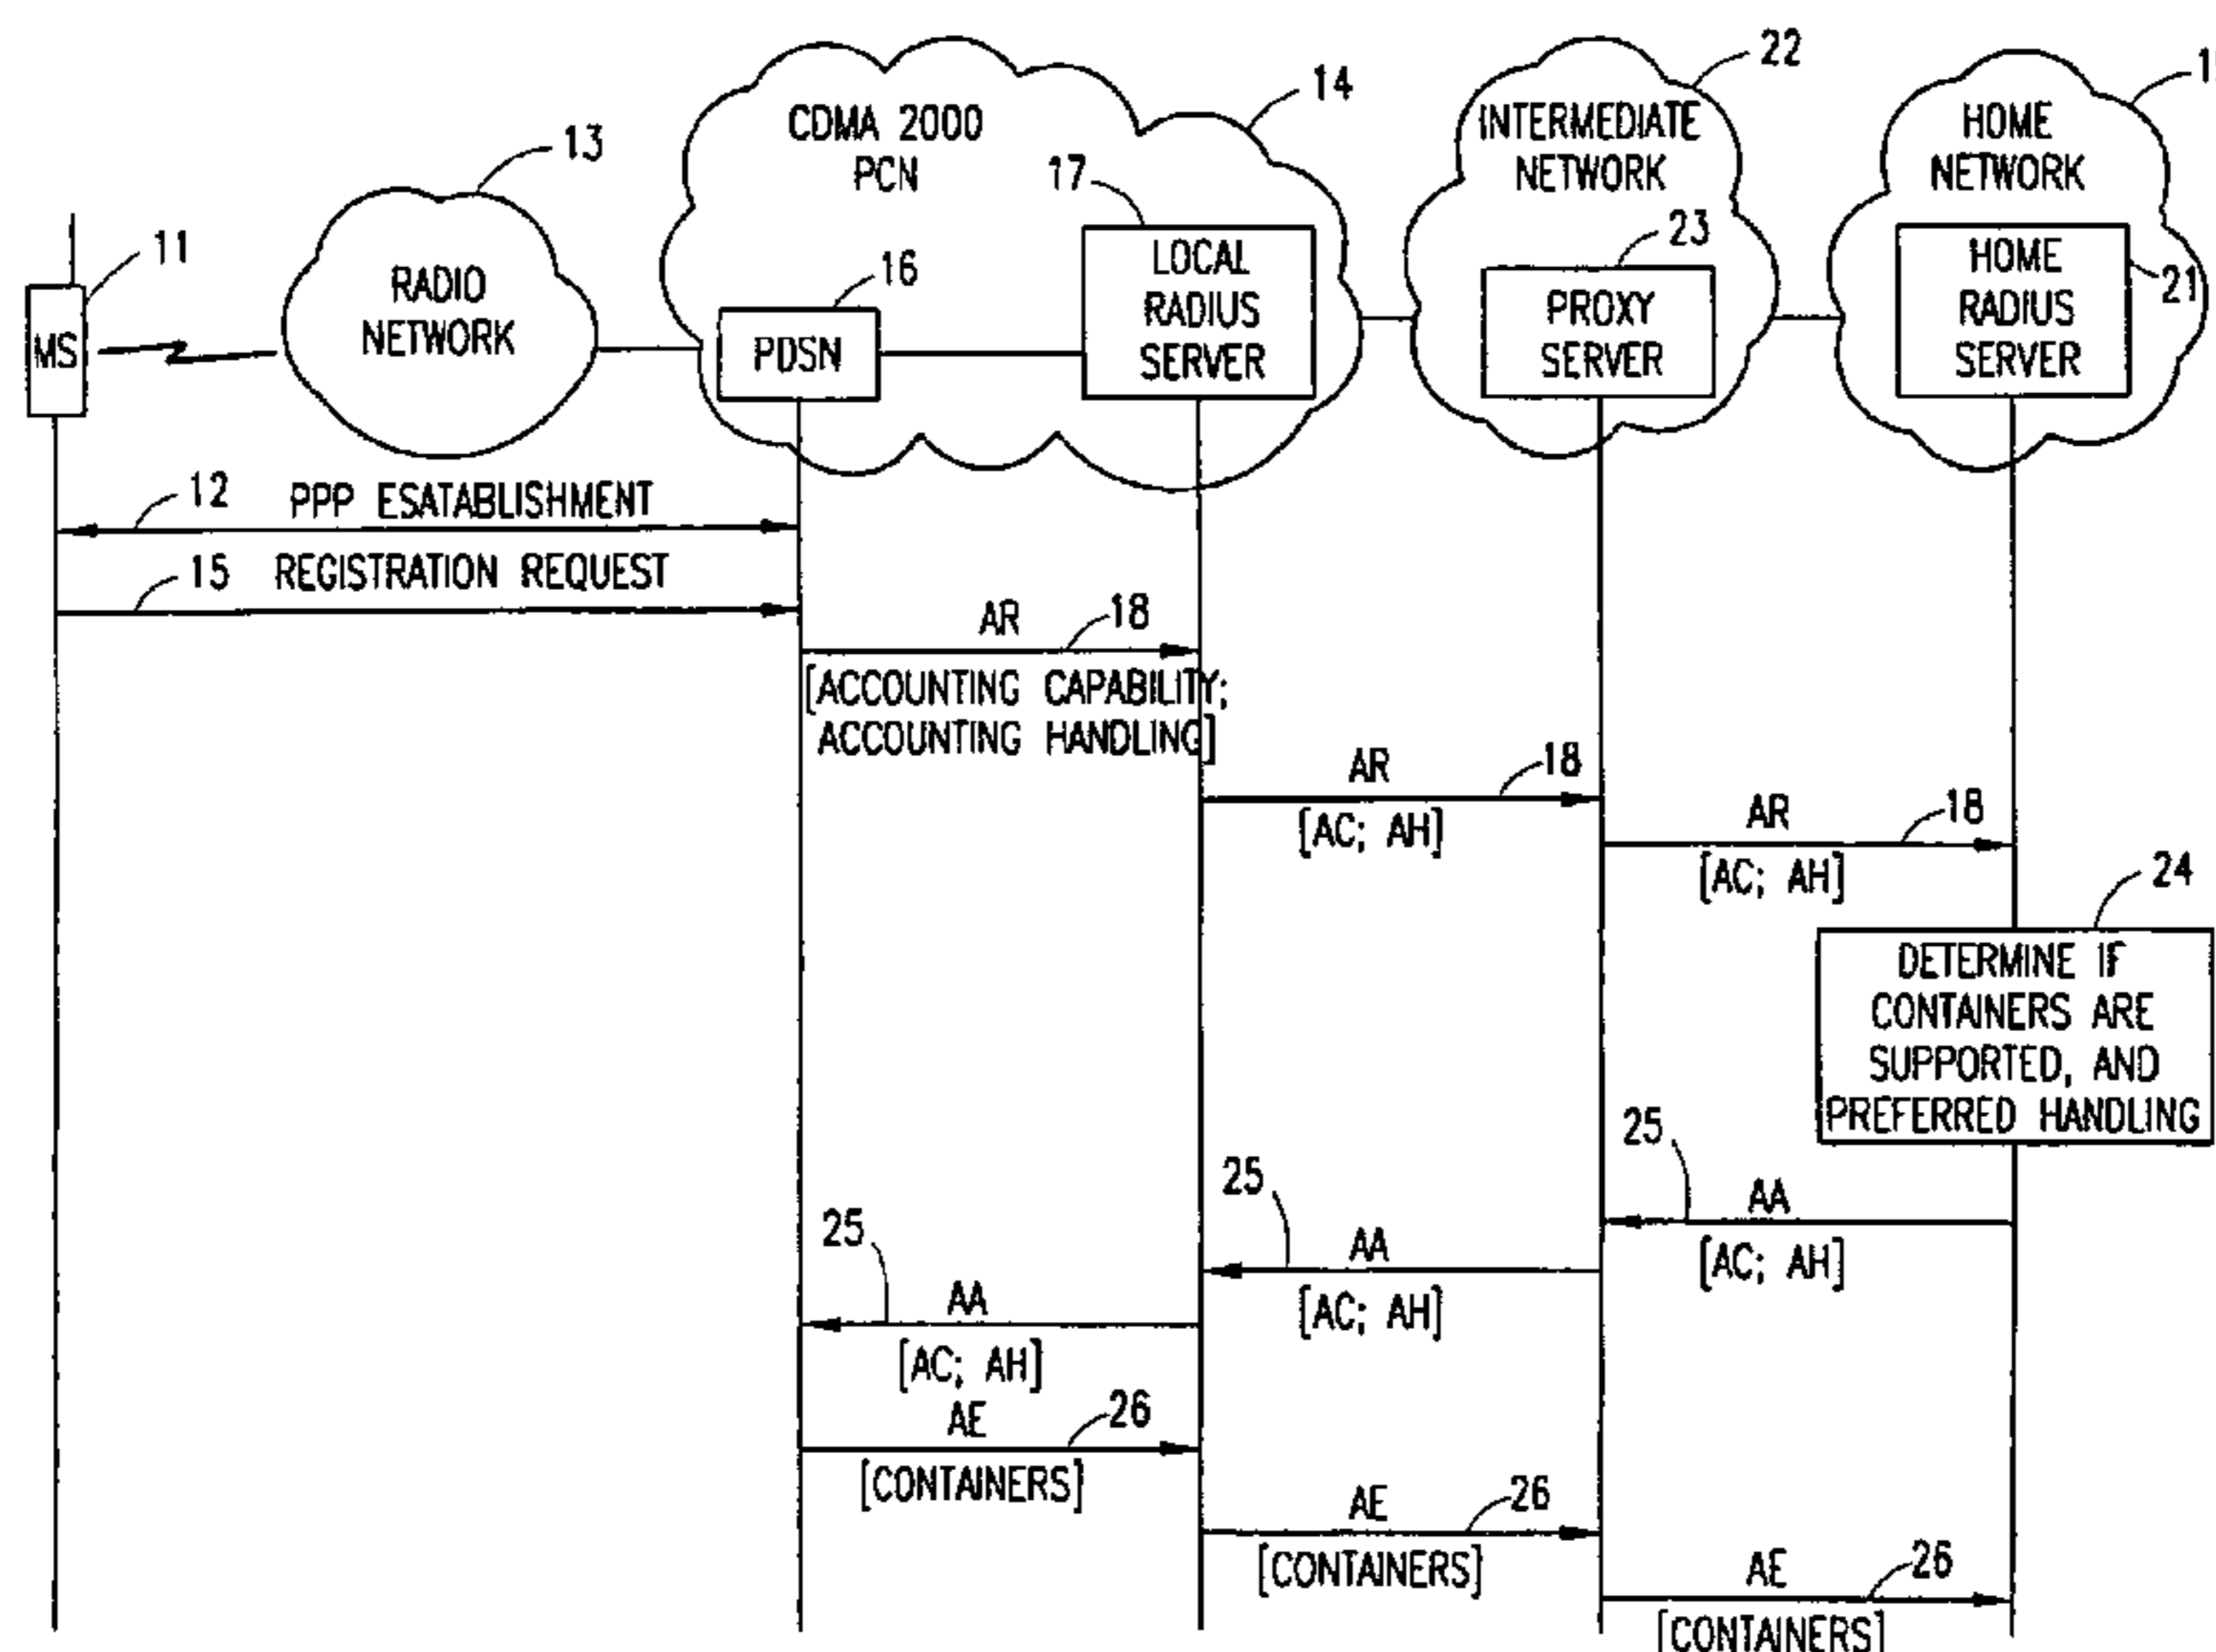 CDMA 2000
PCN
14
INTERMEDIATE
NETWORK
22
HOME
NETWORK
13
17
11
RADIO
NETWORK
16
LOCAL
RADIUS
SERVER
23
PROXY
SERVER
HOME
RADIUS
SERVER
21
MS
PDSN
12 PPP ESATABLISHMENT
15 REGISTRATION REQUEST
AR 18
[ACCOUNTING CAPABILITY;
ACCOUNTING HANDLING]
AR 18
[AC; AH]
AR 18
[AC; AH]
24
DETERMINE IF
CONTAINERS ARE
SUPPORTED, AND
PREFERRED HANDLING
25 AA
[AC; AH]
25 AA
[AC; AH]
25 AA
[AC; AH]
AE 26
[CONTAINERS]
AE 26
[CONTAINERS]
AE 26
[CONTAINERS]